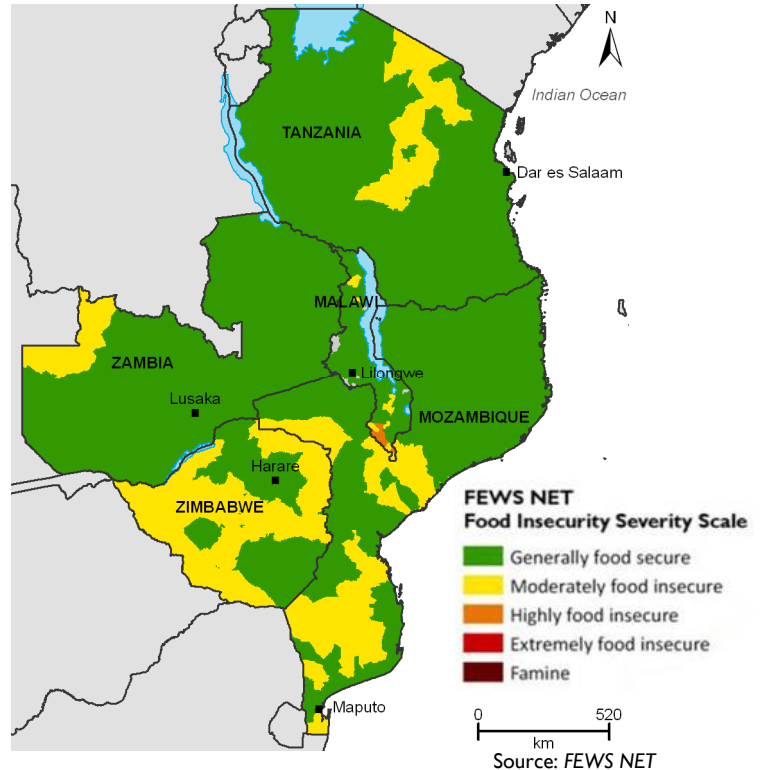 N
Indian Ocean
TANZANIA
Dar es Salaam
MALAWI
ZAMBIA
Lilongwe
Lusaka
MOZAMBIQUE
Harare
ZIMBABWE
FEWS NET
Food Insecurity Severity Scale
Generally food secure
Moderately food insecure
Highly food insecure
Extremely food insecure
Famine
Maputo
0 520
km
Source: FEWS NET